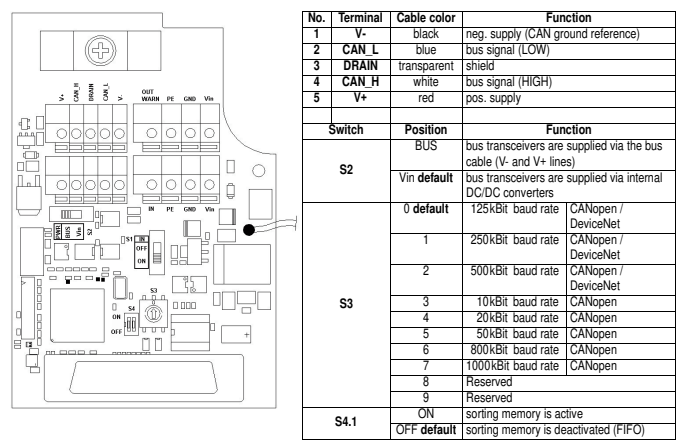 V+ CAN_H DRAIN CAN_L V-
OUT
WARN PE GND Vin
IN PE GND Vin
PWR
BUS
Vin
S2
S1 IN
OFF
ON
S3
S4
ON
OFF
+
No. Terminal Cable color Function
1 V- black neg. supply (CAN ground reference)
2 CAN_L blue bus signal (LOW)
3 DRAIN transparent shield
4 CAN_H white bus signal (HIGH)
5 V+ red pos. supply
Switch Position Function
S2
BUS bus transceivers are supplied via the bus
cable (V- and V+ lines)
Vin default bus transceivers are supplied via internal
DC/DC converters
S3
0 default 125kBit baud rate CANopen /
DeviceNet
1 250kBit baud rate CANopen /
DeviceNet
2 500kBit baud rate CANopen /
DeviceNet
3 10kBit baud rate CANopen
4 20kBit baud rate CANopen
5 50kBit baud rate CANopen
6 800kBit baud rate CANopen
7 1000kBit baud rate CANopen
8 Reserved
9 Reserved
S4.1
ON sorting memory is active
OFF default sorting memory is deactivated (FIFO)